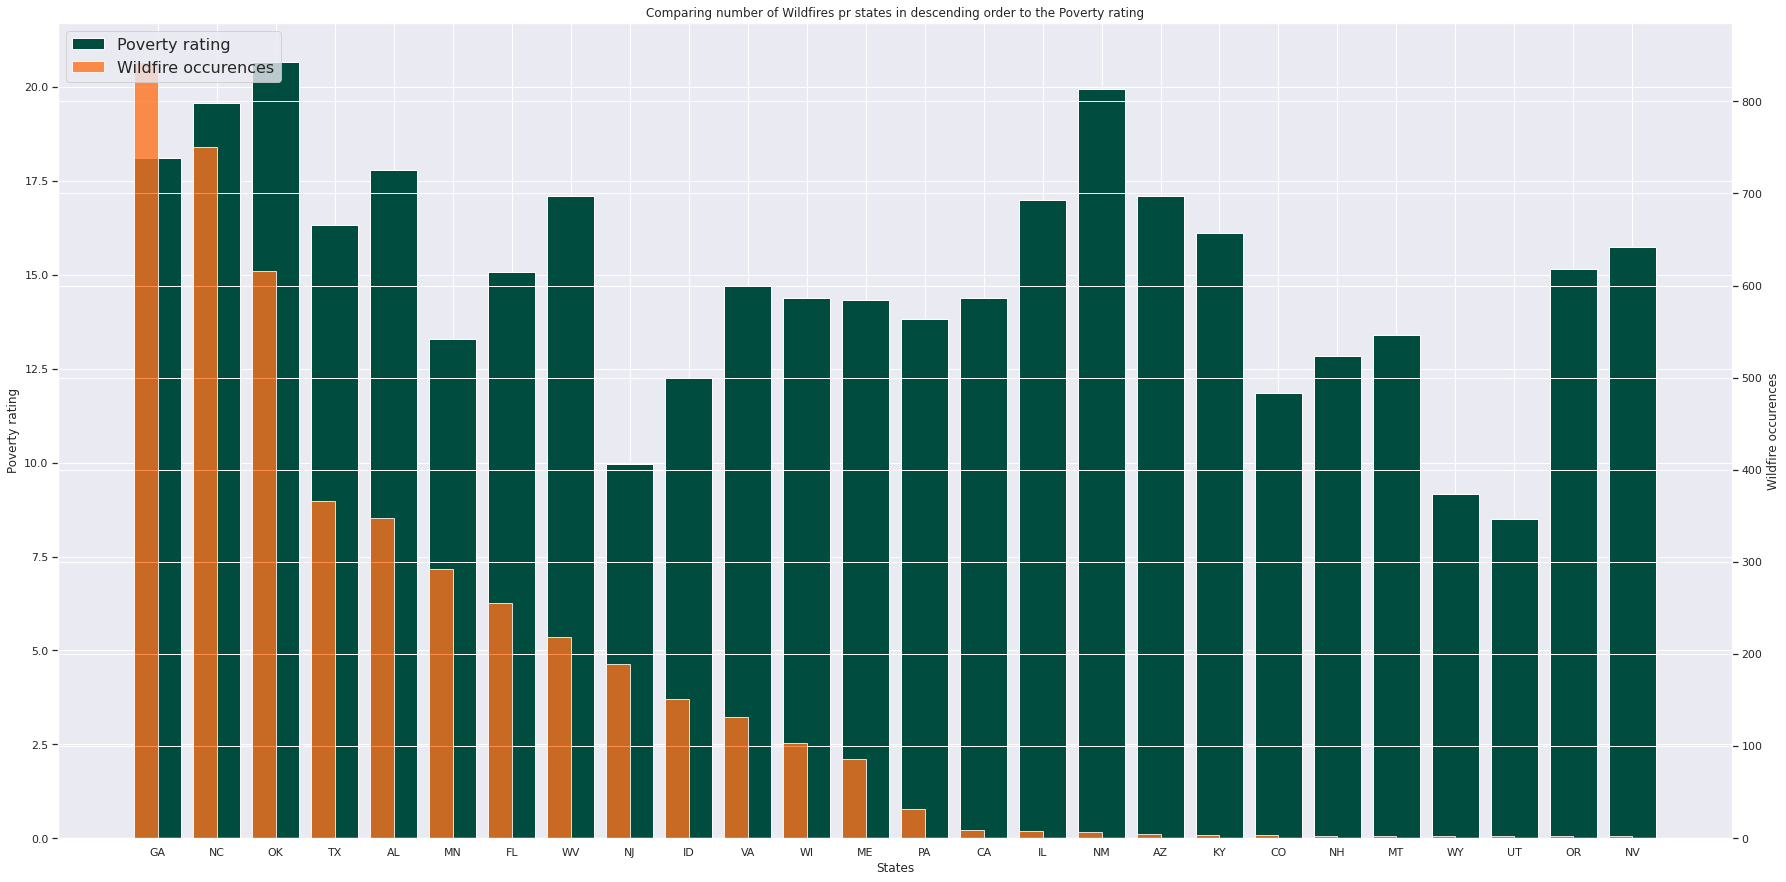 Comparing number of Wildfires pr states in descending order to the Poverty rating
Poverty rating
Wildfire occurences
20.0
17.5
15.0
12.5
10.0
7.5
5.0
2.5
0.0
Poverty rating
800
700
600
500
400
300
200
100
0
Wildfire occurences
GA NC OK TX AL MN FL WV NJ ID VA WI ME PA CA IL NM AZ KY CO NH MT WY UT OR NV
States